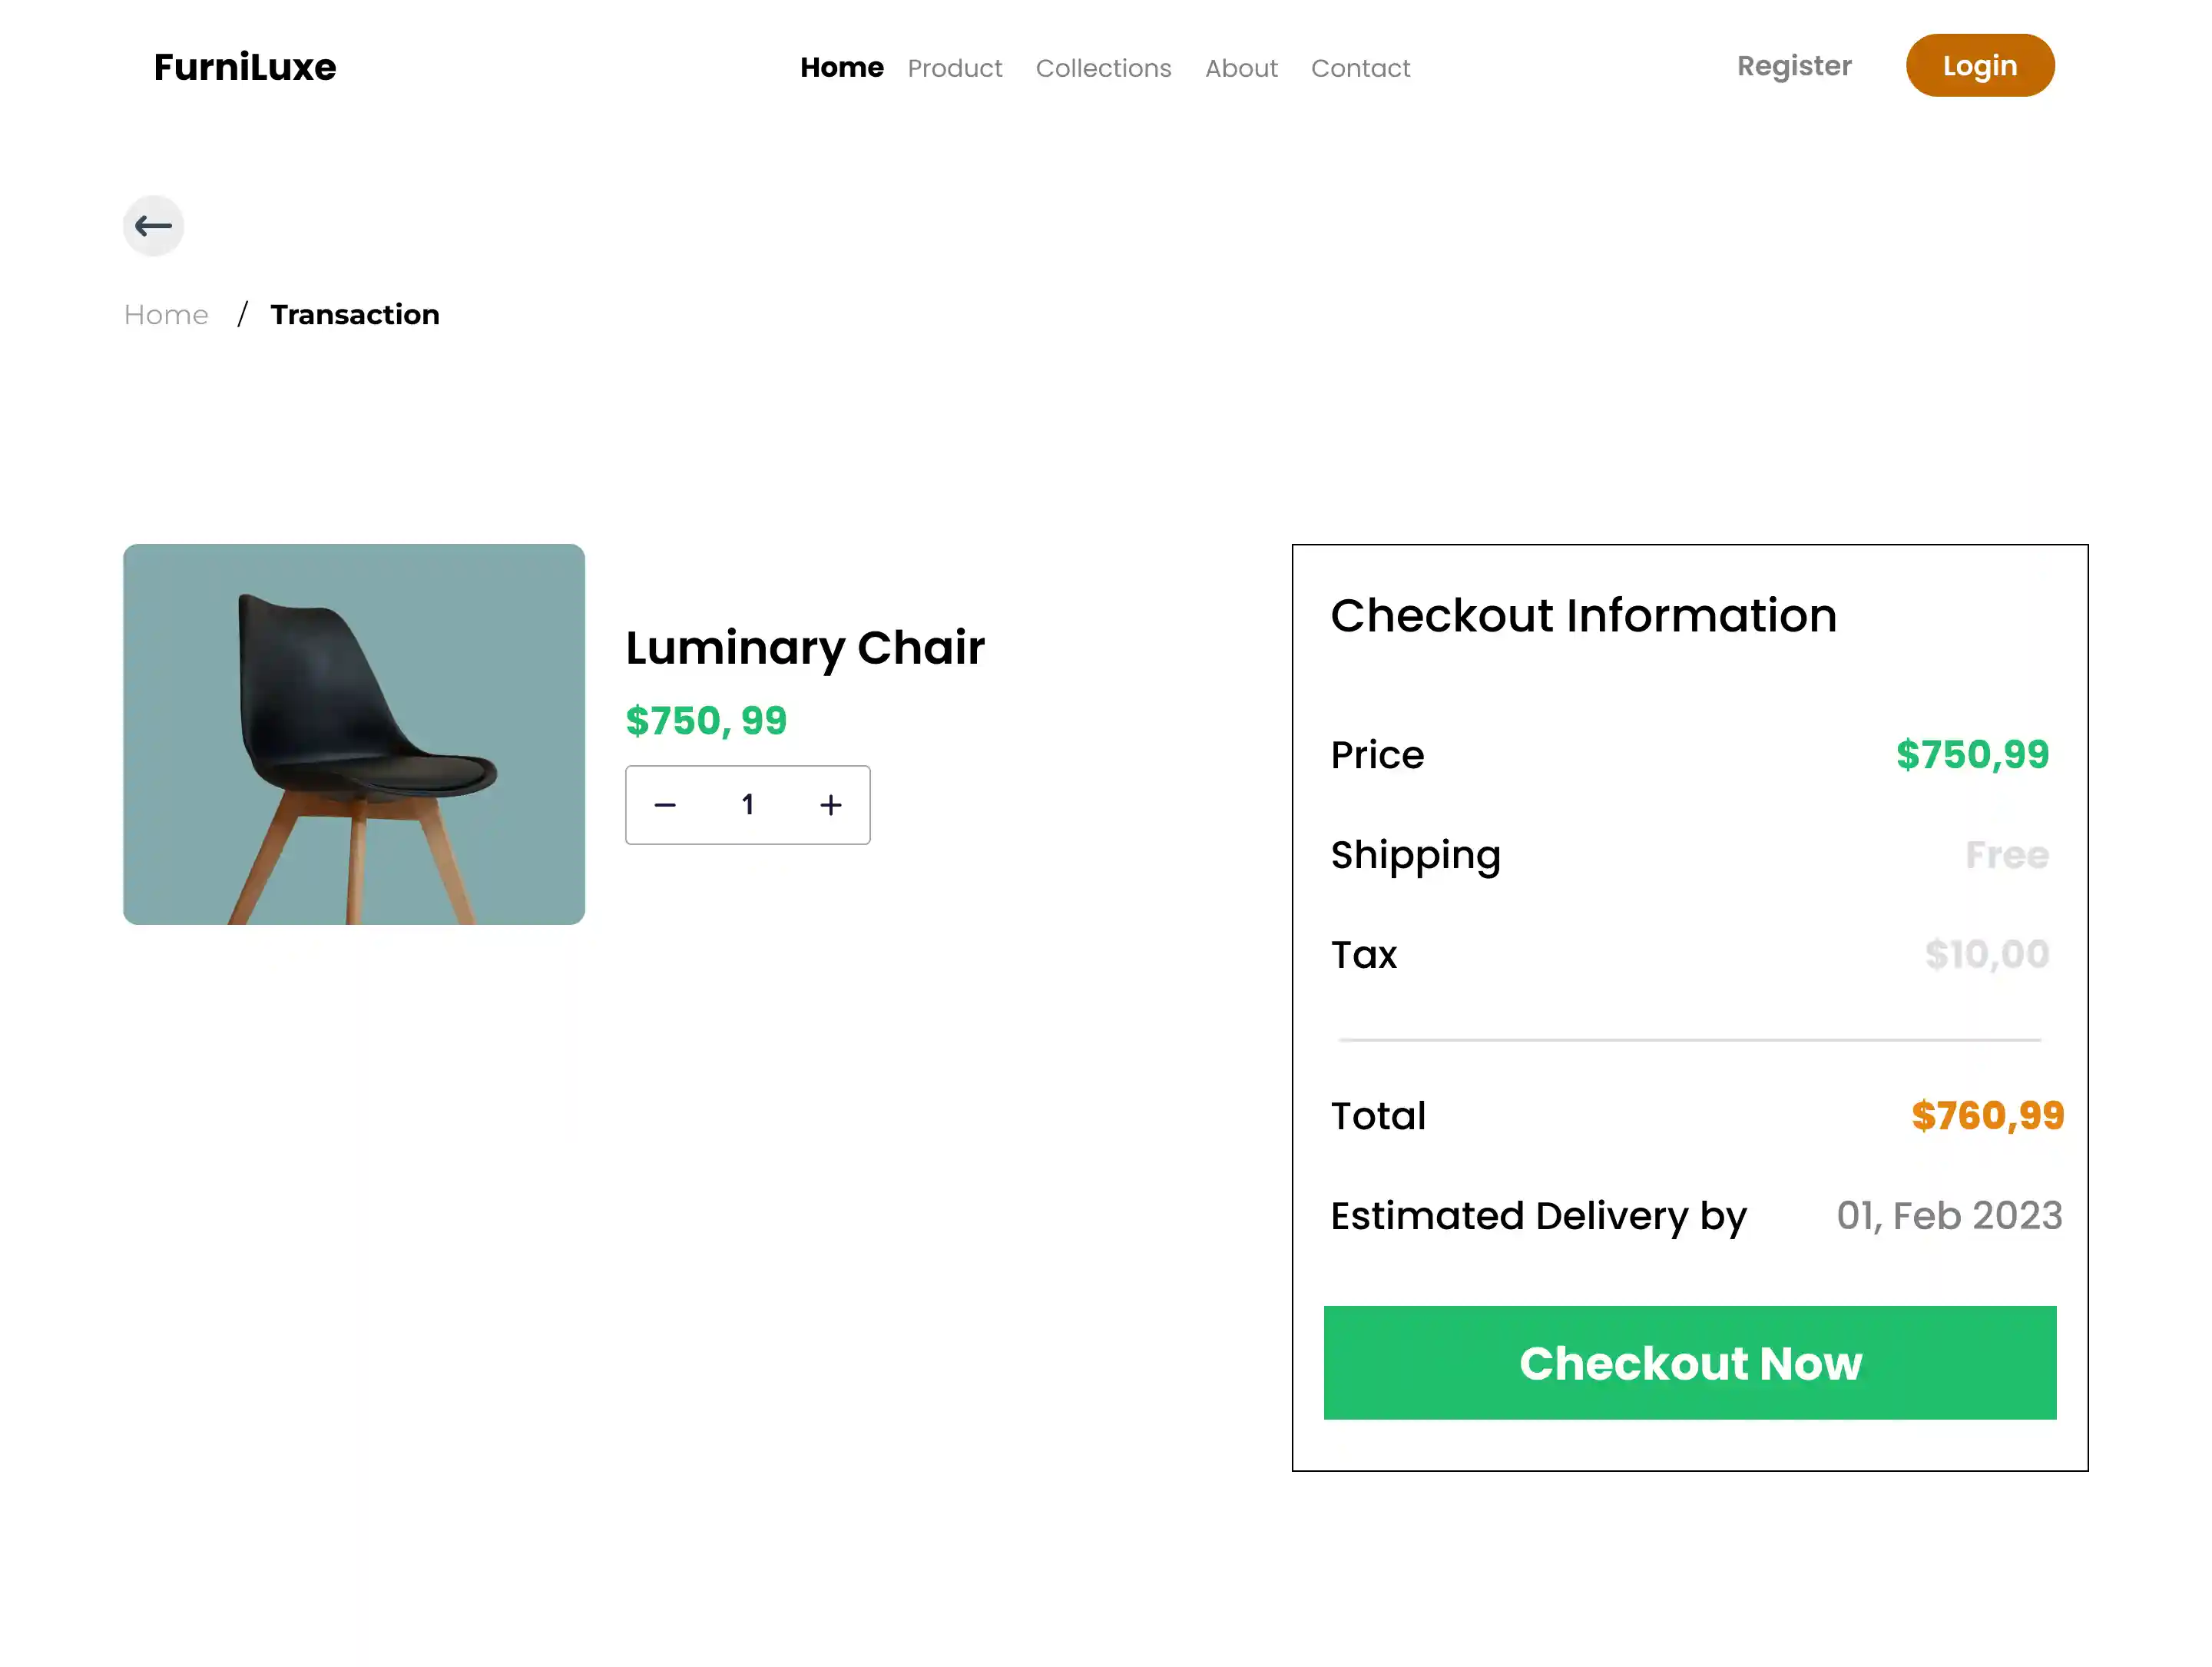 FurniLuxe
Home Product Collections About Contact
Register
Login
Home / Transaction
Luminary Chair
$750, 99
− 1 +
Checkout Information
Price $750,99
Shipping Free
Tax $10,00
Total $760,99
Estimated Delivery by 01, Feb 2023
Checkout Now